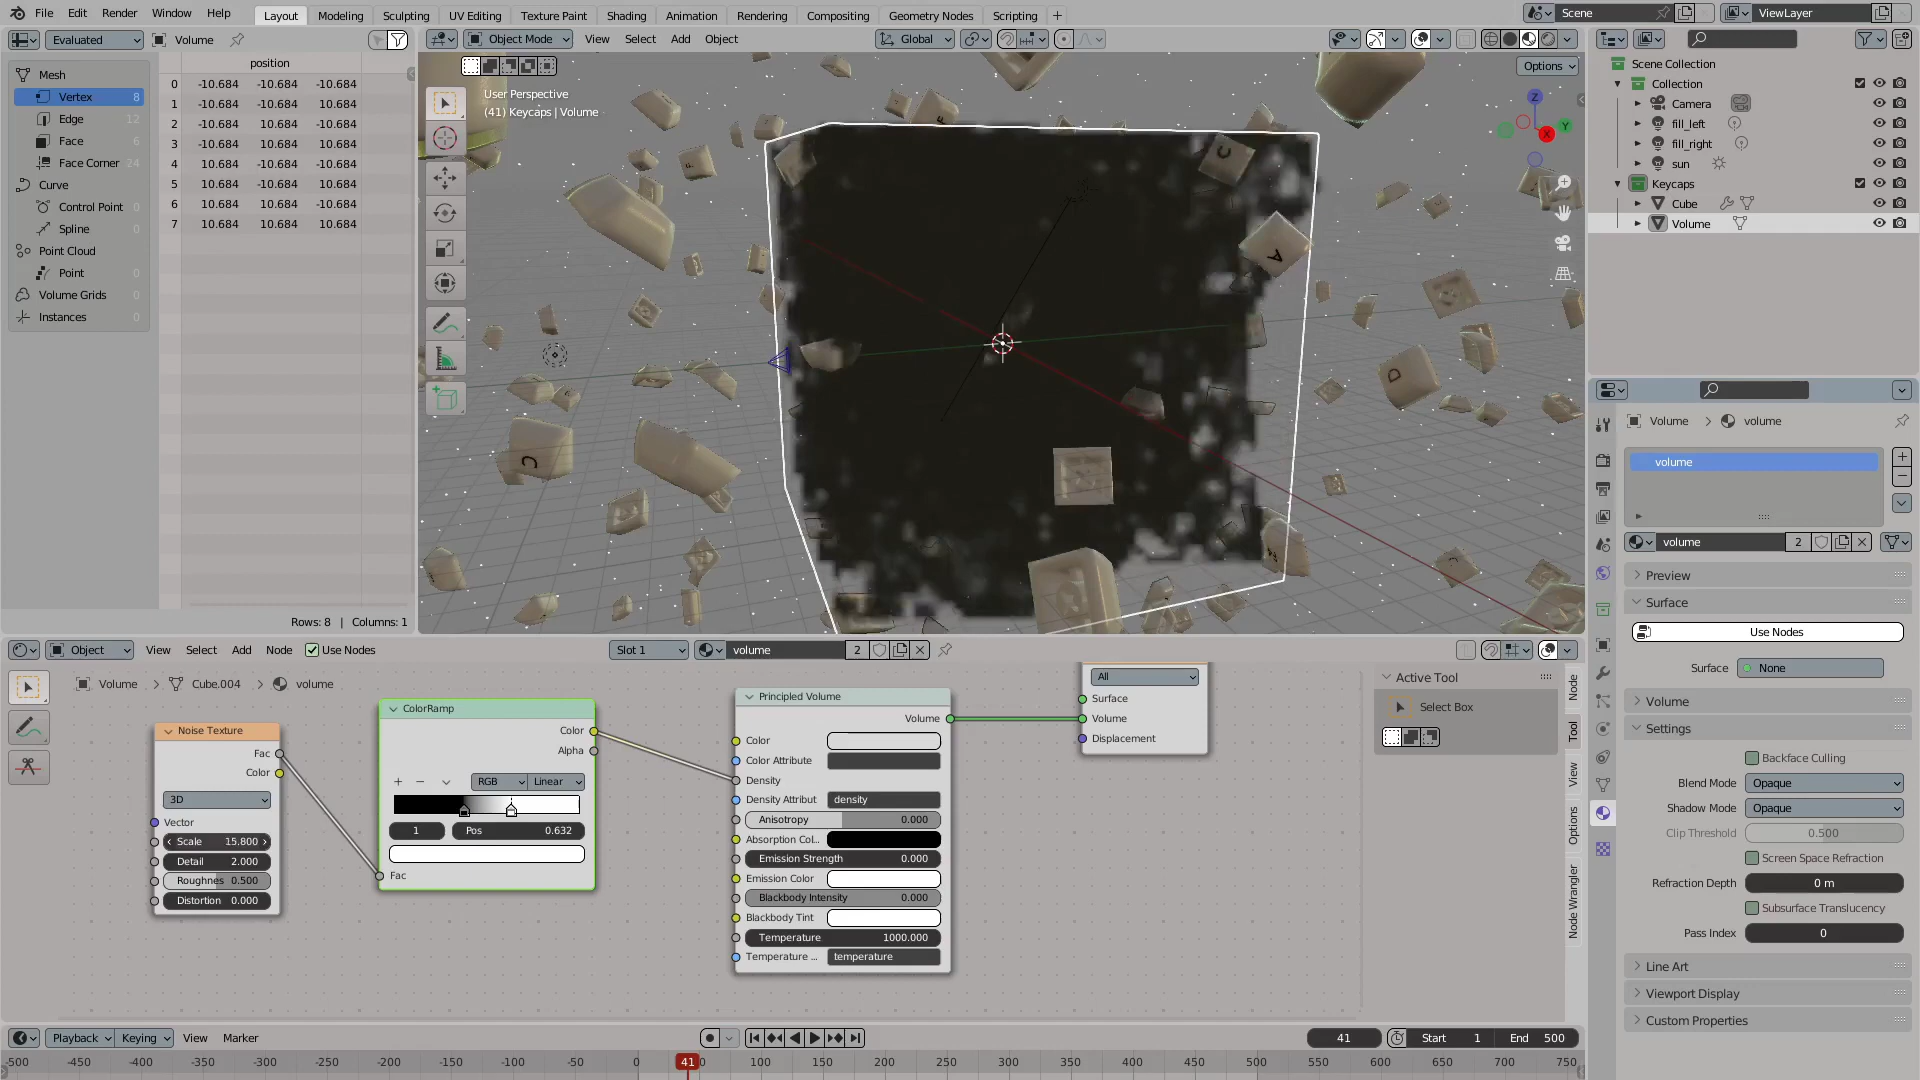 File Edit Render Window Help Layout Modeling Sculpting UV Editing Texture Paint Shading Animation Rendering Compositing Geometry Nodes Scripting + Scene ViewLayer
Evaluated Volume
Object Mode View Select Add Object Global
Options
position
Mesh
Vertex 8
Edge 12
Face 6
Face Corner 24
Curve
Control Point 0
Spline 0
Point Cloud
Point 0
Volume Grids 0
Instances 0
0 -10.684 -10.684 -10.684
1 -10.684 -10.684 10.684
2 -10.684 10.684 -10.684
3 -10.684 10.684 10.684
4 10.684 -10.684 -10.684
5 10.684 -10.684 10.684
6 10.684 10.684 -10.684
7 10.684 10.684 10.684
Rows: 8 | Columns: 1
User Perspective
(41) Keycaps | Volume
Z
Y
X
F
C
A
D
C
Scene Collection
Collection
Camera
fill_left
fill_right
sun
Keycaps
Cube
Volume
Volume > volume
volume
volume 2
Preview
Surface
Use Nodes
Surface None
Volume
Settings
Backface Culling
Blend Mode Opaque
Shadow Mode Opaque
Clip Threshold 0.500
Screen Space Refraction
Refraction Depth 0 m
Subsurface Translucency
Pass Index 0
Line Art
Viewport Display
Custom Properties
Object View Select Add Node Use Nodes Slot 1 volume 2
Volume > Cube.004 > volume
Noise Texture
Fac
Color
3D
Vector
Scale 15.800
Detail 2.000
Roughnes 0.500
Distortion 0.000
ColorRamp
Color
Alpha
+ − RGB Linear
1 Pos 0.632
Fac
Principled Volume
Volume
Color
Color Attribute
Density
Density Attribut density
Anisotropy 0.000
Absorption Col...
Emission Strength 0.000
Emission Color
Blackbody Intensity 0.000
Blackbody Tint
Temperature 1000.000
Temperature ... temperature
All
Surface
Volume
Displacement
Active Tool
Select Box
Node
Tool
View
Options
Node Wrangler
Playback Keying View Marker 41 Start 1 End 500
-500 -450 -400 -350 -300 -250 -200 -150 -100 -50 0 41 100 150 200 250 300 350 400 450 500 550 600 650 700 750